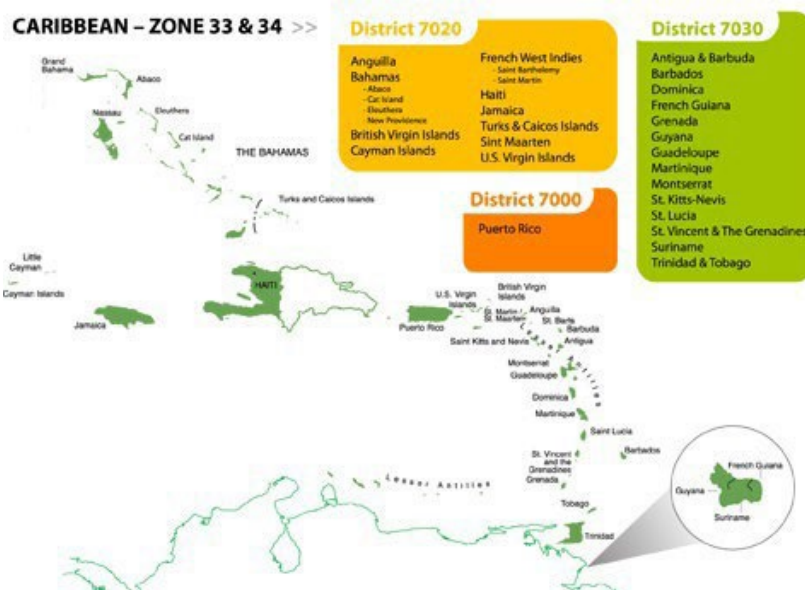 CARIBBEAN – ZONE 33 & 34 >>
District 7020
Anguilla
Bahamas
- Abaco
- Cat Island
- Eleuthera
- New Providence
British Virgin Islands
Cayman Islands
French West Indies
- Saint Barthelemy
- Saint Martin
Haiti
Jamaica
Turks & Caicos Islands
Sint Maarten
U.S. Virgin Islands
District 7030
Antigua & Barbuda
Barbados
Dominica
French Guiana
Grenada
Guyana
Guadeloupe
Martinique
Montserrat
St. Kitts-Nevis
St. Lucia
St. Vincent & The Grenadines
Suriname
Trinidad & Tobago
District 7000
Puerto Rico
Grand
Bahama
Abaco
Nassau
Eleuthera
Cat Island
THE BAHAMAS
Turks and Caicos Islands
Little
Cayman
Cayman Islands
Jamaica
HAITI
Puerto Rico
U.S. Virgin
Islands
British Virgin
Islands
St. Martin /
St. Maarten
Anguilla
St. Barts
Barbuda
Saint Kitts and Nevis
Antigua
Montserrat
Guadeloupe
Dominica
Martinique
Saint Lucia
St. Vincent
and the
Grenadines
Barbados
Grenada
Lesser Antilles
Tobago
Trinidad
French Guiana
Guyana
Suriname